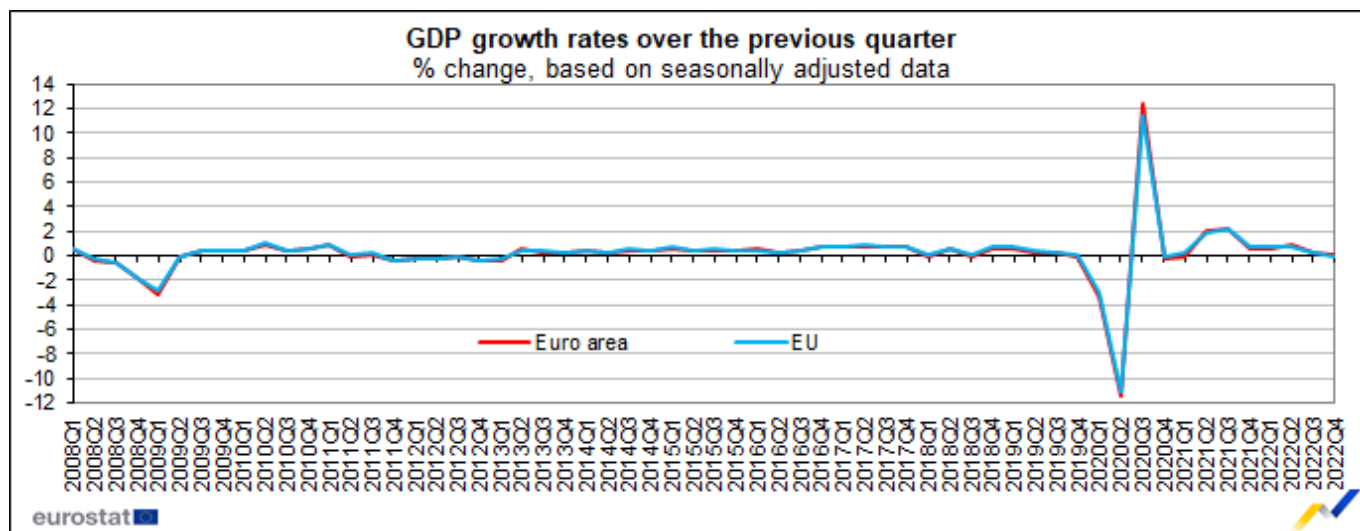 GDP growth rates over the previous quarter
% change, based on seasonally adjusted data
14
12
10
8
6
4
2
0
-2
-4
-6
-8
-10
-12
Euro area
EU
2008Q1
2008Q2
2008Q3
2008Q4
2009Q1
2009Q2
2009Q3
2009Q4
2010Q1
2010Q2
2010Q3
2010Q4
2011Q1
2011Q2
2011Q3
2011Q4
2012Q1
2012Q2
2012Q3
2012Q4
2013Q1
2013Q2
2013Q3
2013Q4
2014Q1
2014Q2
2014Q3
2014Q4
2015Q1
2015Q2
2015Q3
2015Q4
2016Q1
2016Q2
2016Q3
2016Q4
2017Q1
2017Q2
2017Q3
2017Q4
2018Q1
2018Q2
2018Q3
2018Q4
2019Q1
2019Q2
2019Q3
2019Q4
2020Q1
2020Q2
2020Q3
2020Q4
2021Q1
2021Q2
2021Q3
2021Q4
2022Q1
2022Q2
2022Q3
2022Q4
eurostat